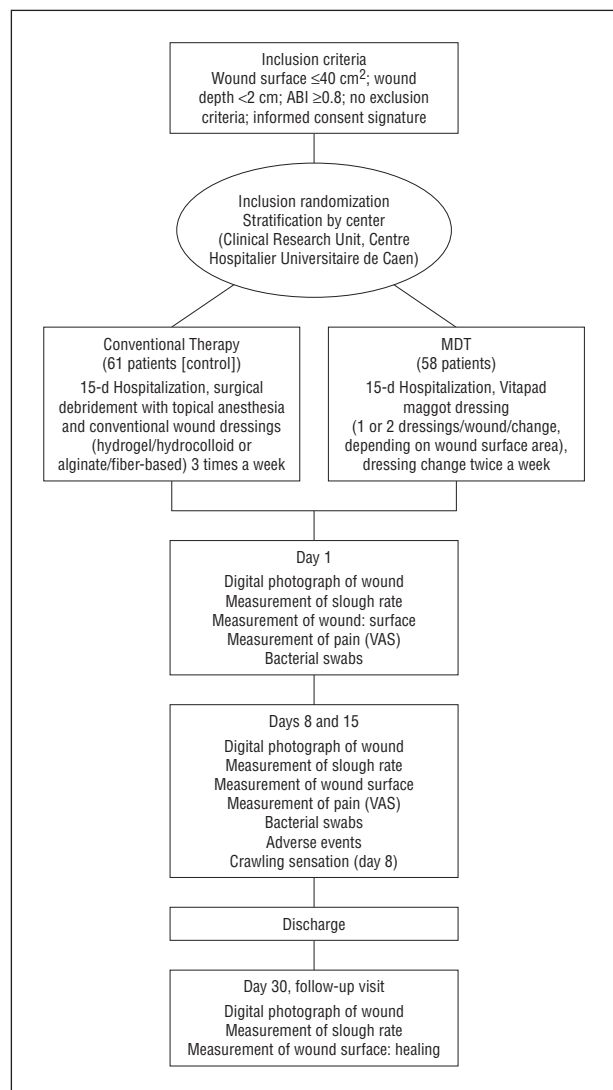 Inclusion criteria
Wound surface ≤40 cm²; wound
depth <2 cm; ABI ≥0.8; no exclusion
criteria; informed consent signature
Inclusion randomization
Stratification by center
(Clinical Research Unit, Centre
Hospitalier Universitaire de Caen)
Conventional Therapy
(61 patients [control])
15-d Hospitalization, surgical
debridement with topical anesthesia
and conventional wound dressings
(hydrogel/hydrocolloid or
alginate/fiber-based) 3 times a week
MDT
(58 patients)
15-d Hospitalization, Vitapad
maggot dressing
(1 or 2 dressings/wound/change,
depending on wound surface area),
dressing change twice a week
Day 1
Digital photograph of wound
Measurement of slough rate
Measurement of wound: surface
Measurement of pain (VAS)
Bacterial swabs
Days 8 and 15
Digital photograph of wound
Measurement of slough rate
Measurement of wound surface
Measurement of pain (VAS)
Bacterial swabs
Adverse events
Crawling sensation (day 8)
Discharge
Day 30, follow-up visit
Digital photograph of wound
Measurement of slough rate
Measurement of wound surface: healing